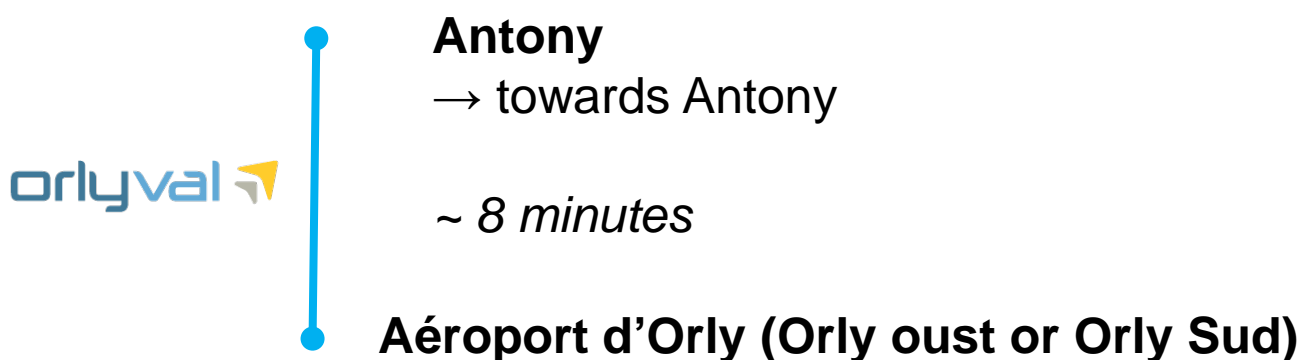 Antony
→ towards Antony
orlyval
~ 8 minutes
Aéroport d’Orly (Orly oust or Orly Sud)